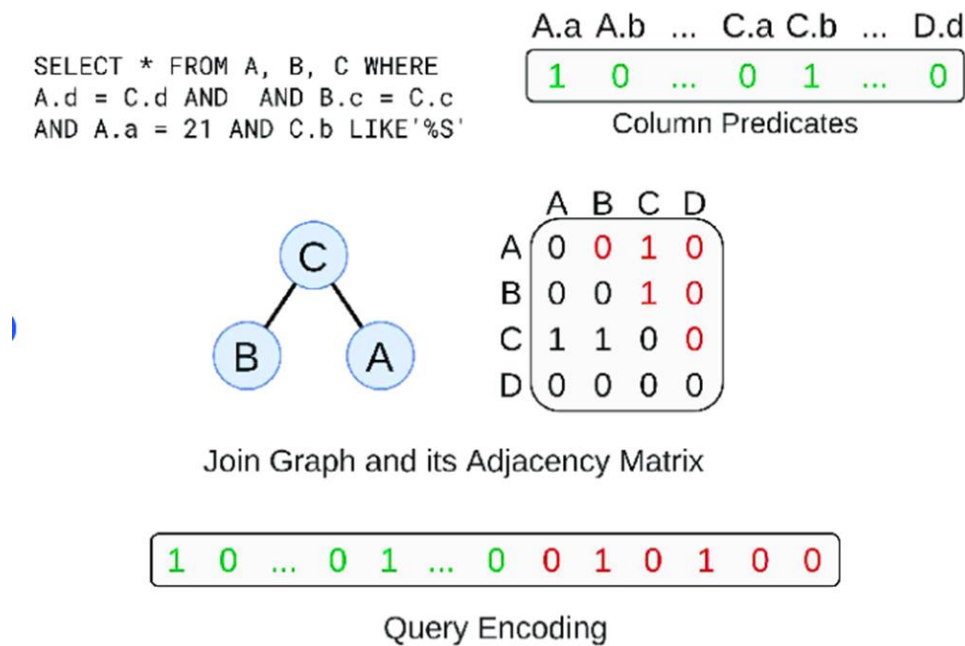 SELECT * FROM A, B, C WHERE
A.d = C.d AND  AND B.c = C.c
AND A.a = 21 AND C.b LIKE'%S'
A.a A.b ... C.a C.b ... D.d
1 0 ... 0 1 ... 0
Column Predicates
C
B A
A B C D
A 0 0 1 0
B 0 0 1 0
C 1 1 0 0
D 0 0 0 0
Join Graph and its Adjacency Matrix
1 0 ... 0 1 ... 0 0 1 0 1 0 0
Query Encoding